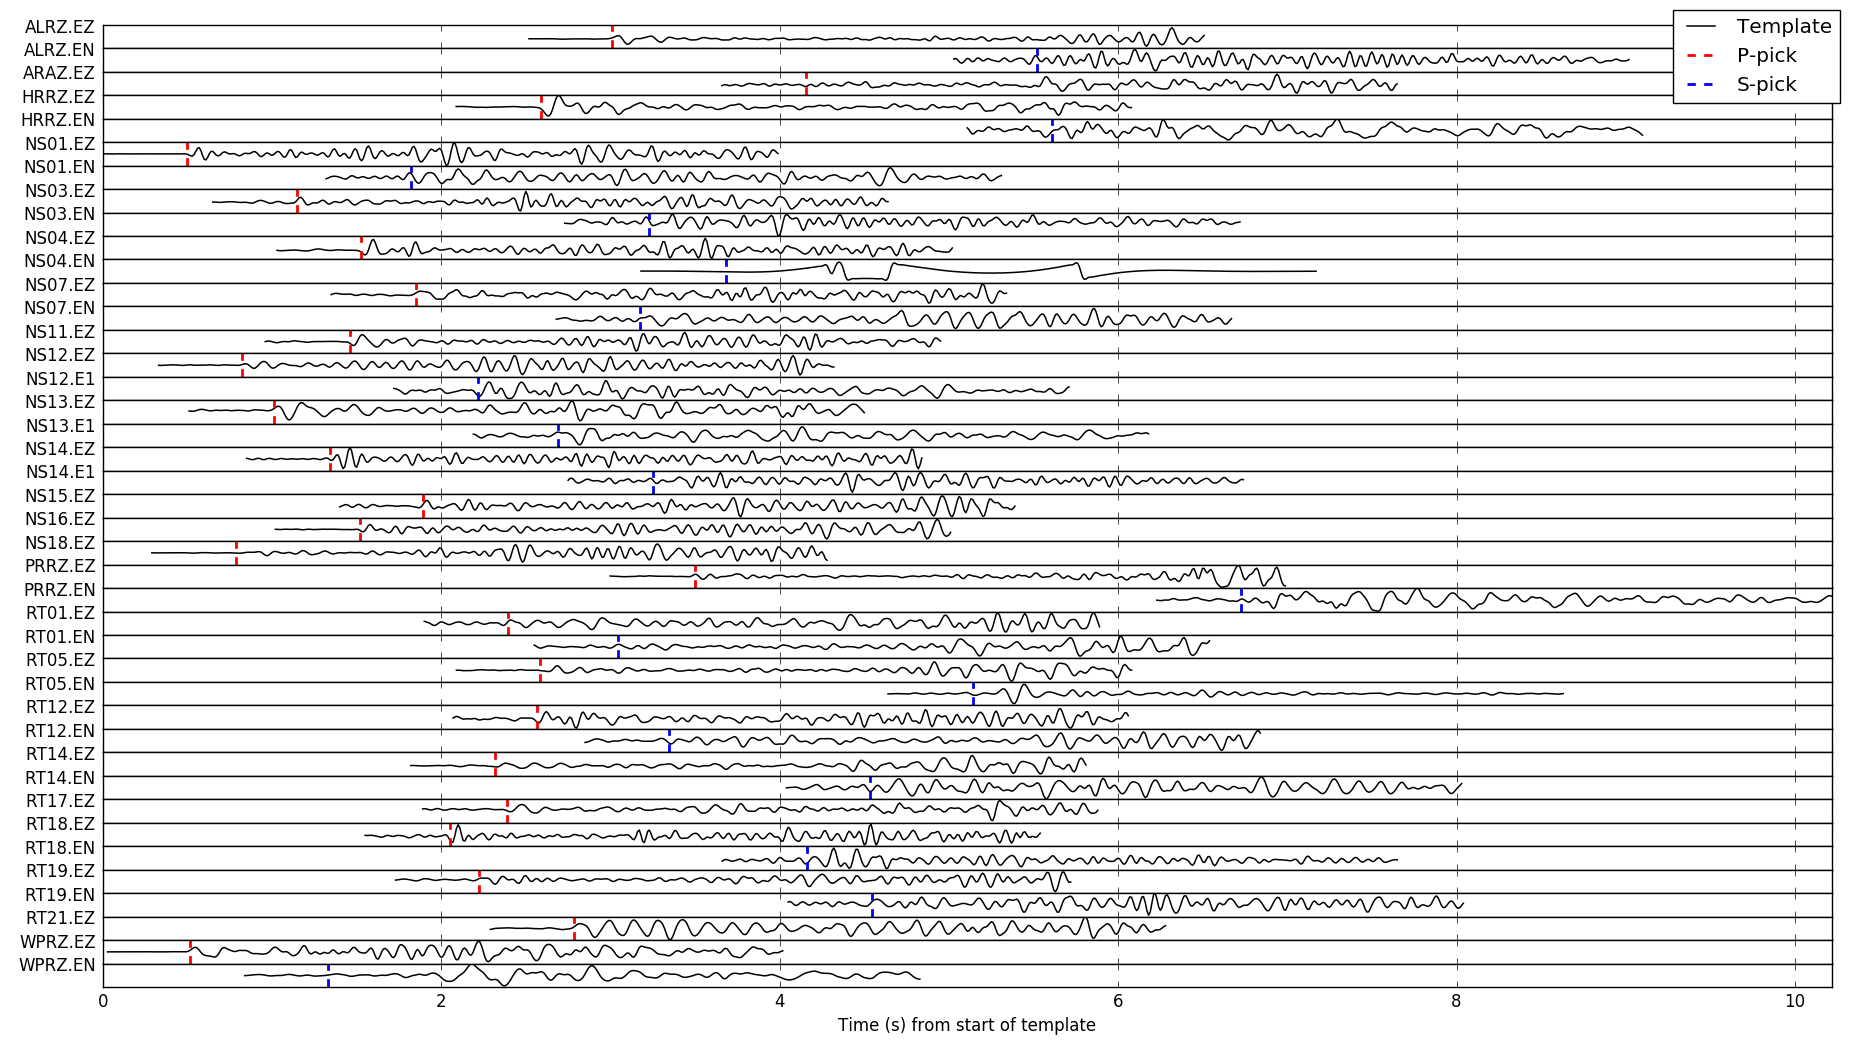 ALRZ.EZ
ALRZ.EN
ARAZ.EZ
HRRZ.EZ
HRRZ.EN
NS01.EZ
NS01.EN
NS03.EZ
NS03.EN
NS04.EZ
NS04.EN
NS07.EZ
NS07.EN
NS11.EZ
NS12.EZ
NS12.E1
NS13.EZ
NS13.E1
NS14.EZ
NS14.E1
NS15.EZ
NS16.EZ
NS18.EZ
PRRZ.EZ
PRRZ.EN
RT01.EZ
RT01.EN
RT05.EZ
RT05.EN
RT12.EZ
RT12.EN
RT14.EZ
RT14.EN
RT17.EZ
RT18.EZ
RT18.EN
RT19.EZ
RT19.EN
RT21.EZ
WPRZ.EZ
WPRZ.EN
Template
P-pick
S-pick
0 2 4 6 8 10
Time (s) from start of template